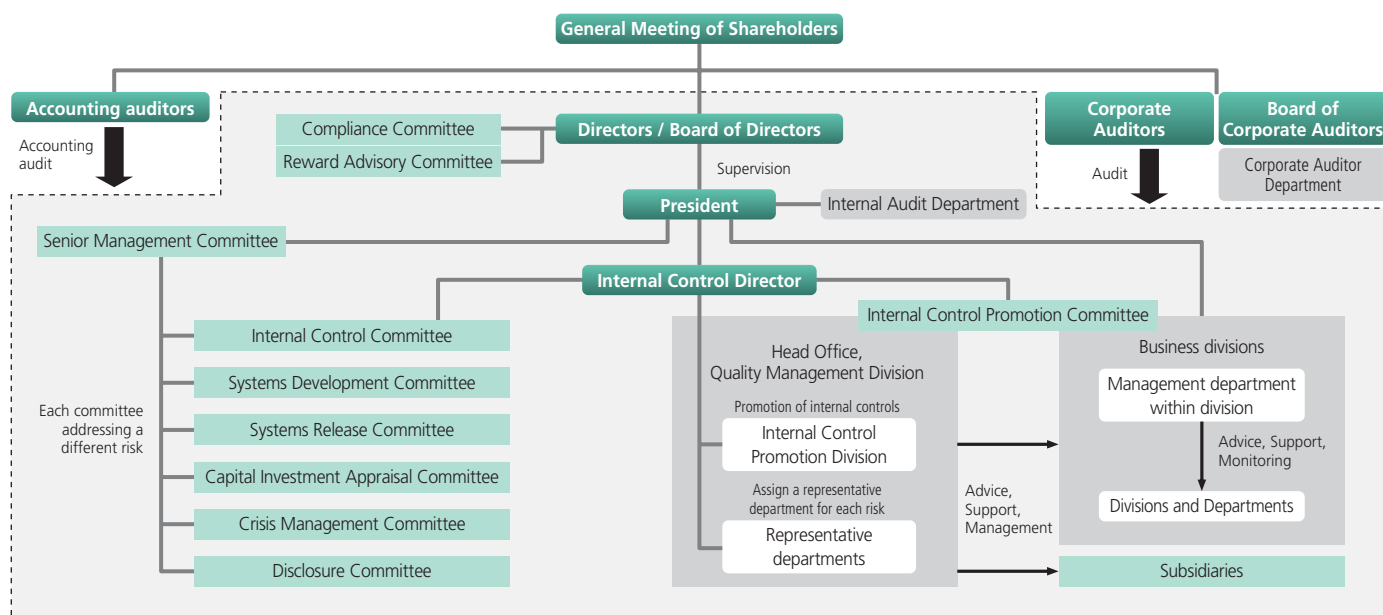 General Meeting of Shareholders
Accounting auditors
Accounting
audit
Compliance Committee
Reward Advisory Committee
Directors / Board of Directors
Supervision
Corporate
Auditors
Audit
Board of
Corporate Auditors
Corporate Auditor
Department
President
Internal Audit Department
Senior Management Committee
Internal Control Director
Each committee
addressing a
different risk
Internal Control Committee
Systems Development Committee
Systems Release Committee
Capital Investment Appraisal Committee
Crisis Management Committee
Disclosure Committee
Internal Control Promotion Committee
Head Office,
Quality Management Division
Promotion of internal controls
Internal Control
Promotion Division
Assign a representative
department for each risk
Representative
departments
Advice,
Support,
Management
Business divisions
Management department
within division
Advice, Support,
Monitoring
Divisions and Departments
Subsidiaries